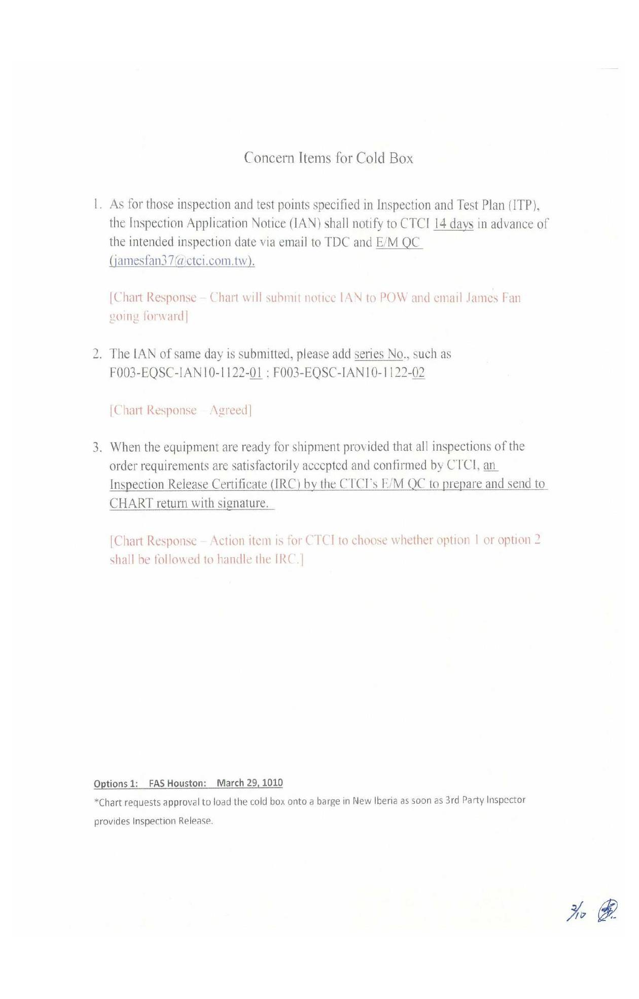 Concern Items for Cold Box
1. As for those inspection and test points specified in Inspection and Test Plan (ITP),
the Inspection Application Notice (IAN) shall notify to CTCI 14 days in advance of
the intended inspection date via email to TDC and E/M QC
(jamesfan37@ctci.com.tw).
[Chart Response – Chart will submit notice IAN to POW and email James Fan
going forward]
2. The IAN of same day is submitted, please add series No., such as
F003-EQSC-IAN10-1122-01 ; F003-EQSC-IAN10-1122-02
[Chart Response – Agreed]
3. When the equipment are ready for shipment provided that all inspections of the
order requirements are satisfactorily accepted and confirmed by CTCI, an
Inspection Release Certificate (IRC) by the CTCI's E/M QC to prepare and send to
CHART return with signature.
[Chart Response – Action item is for CTCI to choose whether option 1 or option 2
shall be followed to handle the IRC.]
Options 1: FAS Houston: March 29, 1010
*Chart requests approval to load the cold box onto a barge in New Iberia as soon as 3rd Party Inspector
provides Inspection Release.
2/10